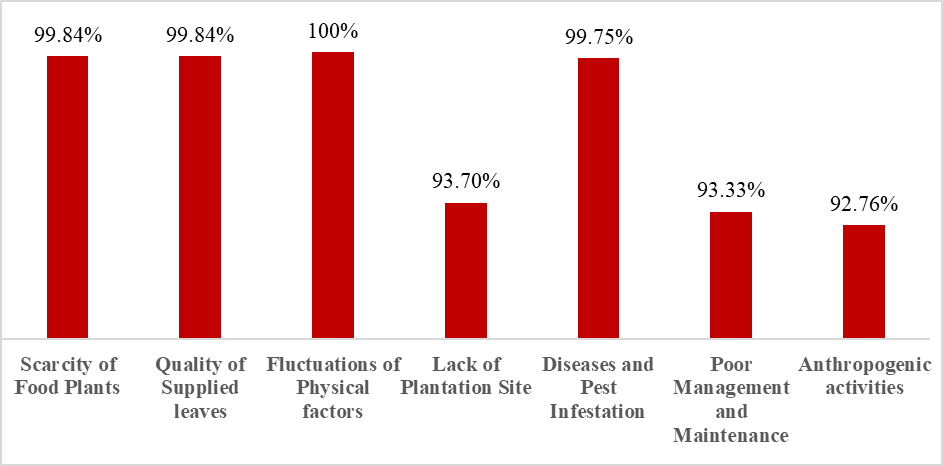 99.84%
99.84%
100%
99.75%
93.70%
93.33%
92.76%
Scarcity of
Food Plants
Quality of
Supplied
leaves
Fluctuations of
Physical
factors
Lack of
Plantation Site
Diseases and
Pest
Infestation
Poor
Management
and
Maintenance
Anthropogenic
activities